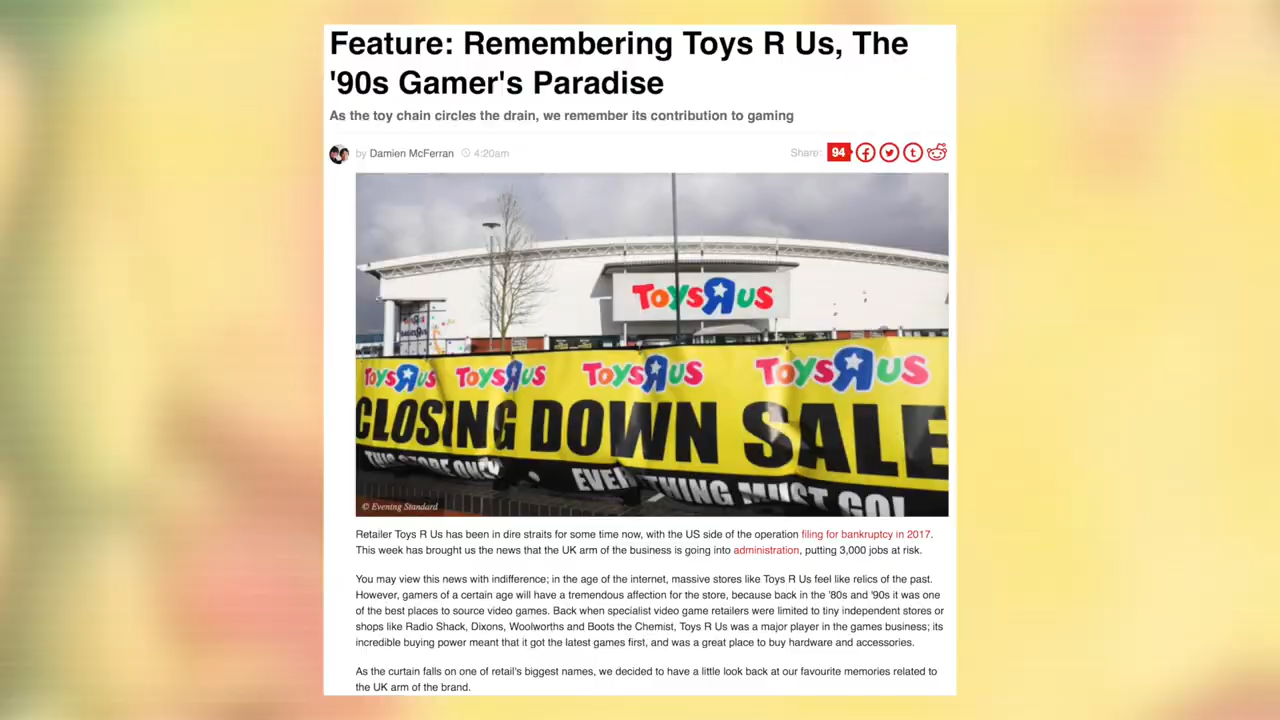 Feature: Remembering Toys R Us, The
'90s Gamer's Paradise
As the toy chain circles the drain, we remember its contribution to gaming
by Damien McFerran 4:20am
Share: 94
TOYSRUS
TOYSRUS TOYSRUS TOYSRUS TOYSRUS
CLOSING DOWN SALE
THIS STORE ONLY EVERYTHING MUST GO!
© Evening Standard
Retailer Toys R Us has been in dire straits for some time now, with the US side of the operation filing for bankruptcy in 2017.
This week has brought us the news that the UK arm of the business is going into administration, putting 3,000 jobs at risk.
You may view this news with indifference; in the age of the internet, massive stores like Toys R Us feel like relics of the past.
However, gamers of a certain age will have a tremendous affection for the store, because back in the '80s and '90s it was one
of the best places to source video games. Back when specialist video game retailers were limited to tiny independent stores or
shops like Radio Shack, Dixons, Woolworths and Boots the Chemist, Toys R Us was a major player in the games business; its
incredible buying power meant that it got the latest games first, and was a great place to buy hardware and accessories.
As the curtain falls on one of retail's biggest names, we decided to have a little look back at our favourite memories related to
the UK arm of the brand.